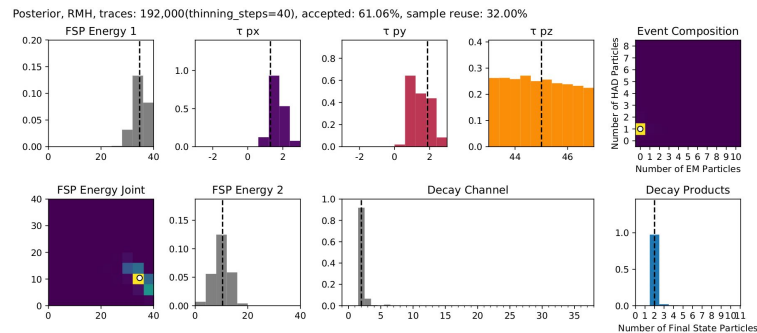 Posterior, RMH, traces: 192,000(thinning_steps=40), accepted: 61.06%, sample reuse: 32.00%
FSP Energy 1
τ px
τ py
τ pz
Event Composition
0.20
0.15
0.10
0.05
0.00
0 20 40
1.0
0.5
0.0
-2 0 2
0.8
0.6
0.4
0.2
0.0
-2 0 2
0.4
0.3
0.2
0.1
0.0
44 46
Number of HAD Particles
8
7
6
5
4
3
2
1
0
0 1 2 3 4 5 6 7 8 9 10
Number of EM Particles
FSP Energy Joint
FSP Energy 2
Decay Channel
Decay Products
40
30
20
10
0
0 20 40
0.15
0.10
0.05
0.00
0 20 40
1.0
0.8
0.6
0.4
0.2
0.0
0 5 10 15 20 25 30 35
1.0
0.5
0.0
0 1 2 3 4 5 6 7 8 9 1011
Number of Final State Particles